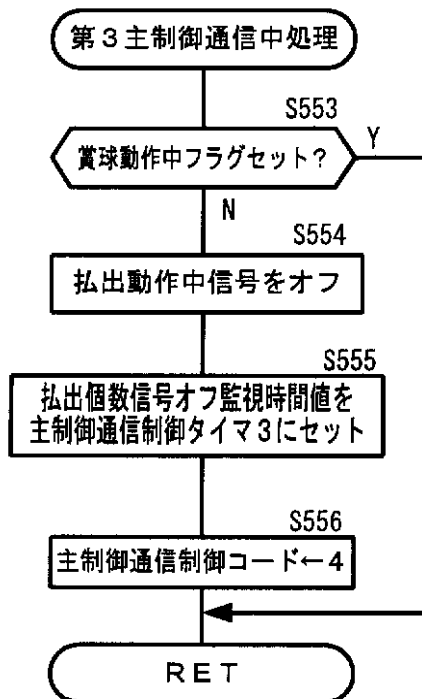 第3主制御通信中処理
S553
賞球動作中フラグセット?
Y
N
S554
払出動作中信号をオフ
S555
払出個数信号オフ監視時間値を
主制御通信制御タイマ3にセット
S556
主制御通信制御コード←4
RET